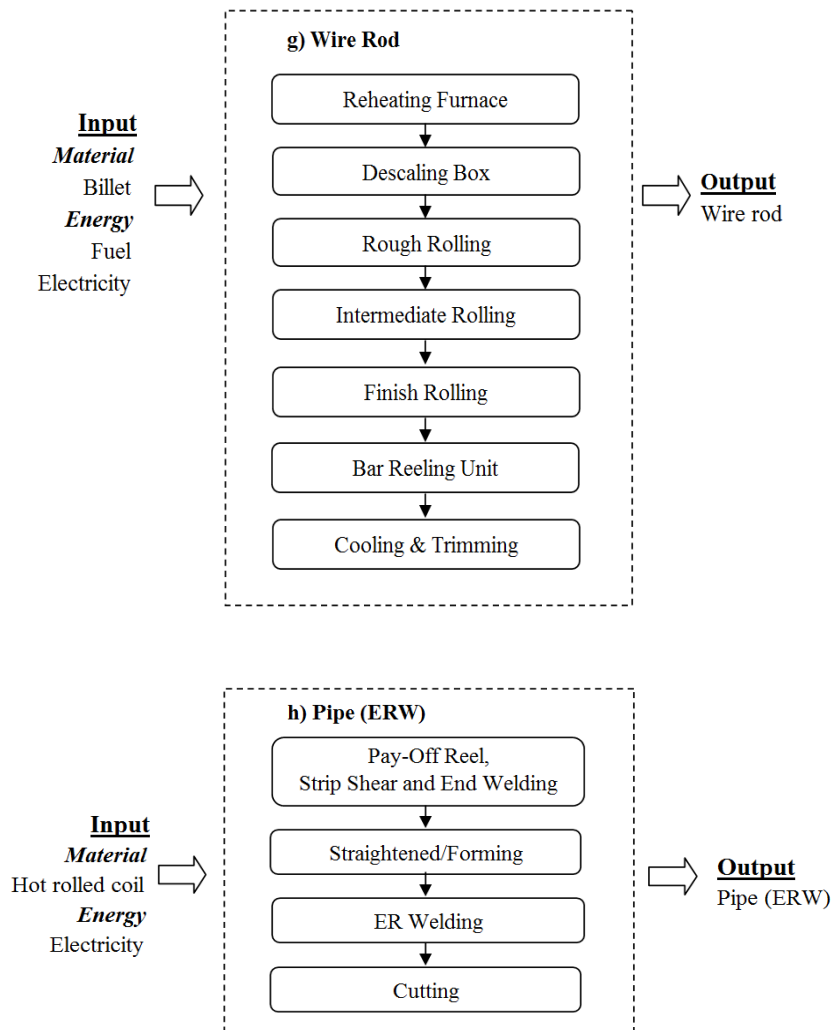 g) Wire Rod
Input
Material
Billet
Energy
Fuel
Electricity
Reheating Furnace
Descaling Box
Rough Rolling
Intermediate Rolling
Finish Rolling
Bar Reeling Unit
Cooling & Trimming
Output
Wire rod
h) Pipe (ERW)
Input
Material
Hot rolled coil
Energy
Electricity
Pay-Off Reel,
Strip Shear and End Welding
Straightened/Forming
ER Welding
Cutting
Output
Pipe (ERW)